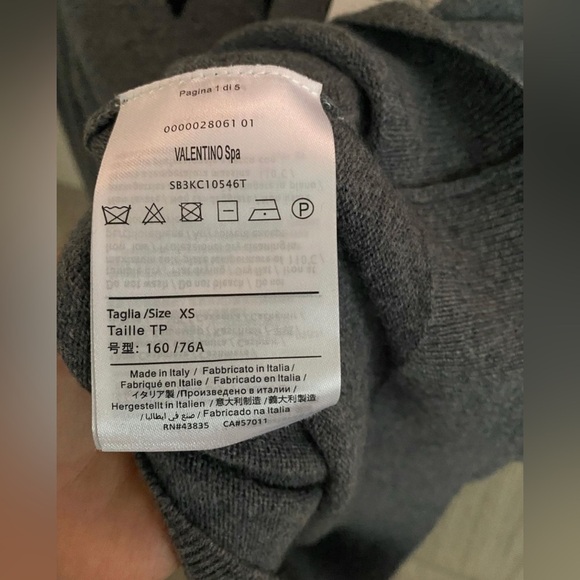 Pagina 1 di 5
0000028061 01
VALENTINO Spa
SB3KC10546T
P
Taglia /Size XS
Taille TP
号型: 160 /76A
Made in Italy / Fabbricato in Italia /
Fabriqué en Italie / Fabricado en Italia /
イタリア製 /Произведено в италии /
Hergestellt in Italien / 意大利制造 / 義大利製造
/ صنع في ايطاليا / Fabricado na Italia
RN#43835 CA#57011